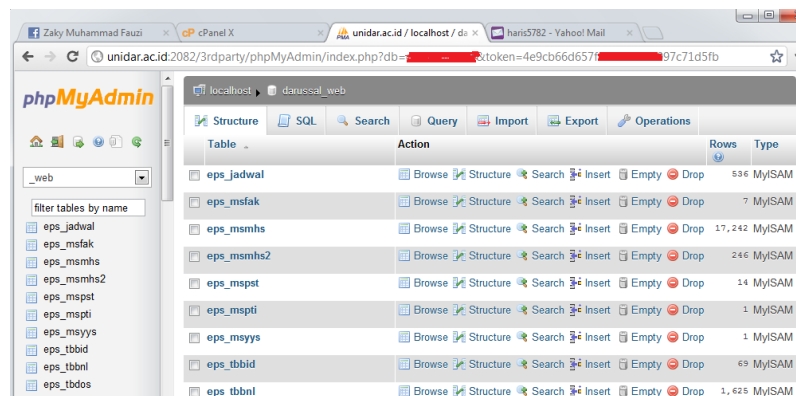 Zaky Muhammad Fauzi
cPanel X
unidar.ac.id / localhost / da
haris5782 - Yahoo! Mail
unidar.ac.id:2082/3rdparty/phpMyAdmin/index.php?db= &token=4e9cb66d657f 97c71d5fb
phpMyAdmin
localhost darussal_web
Structure SQL Search Query Import Export Operations
_web
filter tables by name
eps_jadwal
eps_msfak
eps_msmhs
eps_msmhs2
eps_mspst
eps_mspti
eps_msyys
eps_tbbid
eps_tbbnl
eps_tbdos
Table Action Rows Type
eps_jadwal Browse Structure Search Insert Empty Drop 536 MyISAM
eps_msfak Browse Structure Search Insert Empty Drop 7 MyISAM
eps_msmhs Browse Structure Search Insert Empty Drop 17,242 MyISAM
eps_msmhs2 Browse Structure Search Insert Empty Drop 246 MyISAM
eps_mspst Browse Structure Search Insert Empty Drop 14 MyISAM
eps_mspti Browse Structure Search Insert Empty Drop 1 MyISAM
eps_msyys Browse Structure Search Insert Empty Drop 1 MyISAM
eps_tbbid Browse Structure Search Insert Empty Drop 69 MyISAM
eps_tbbnl Browse Structure Search Insert Empty Drop 1,625 MyISAM